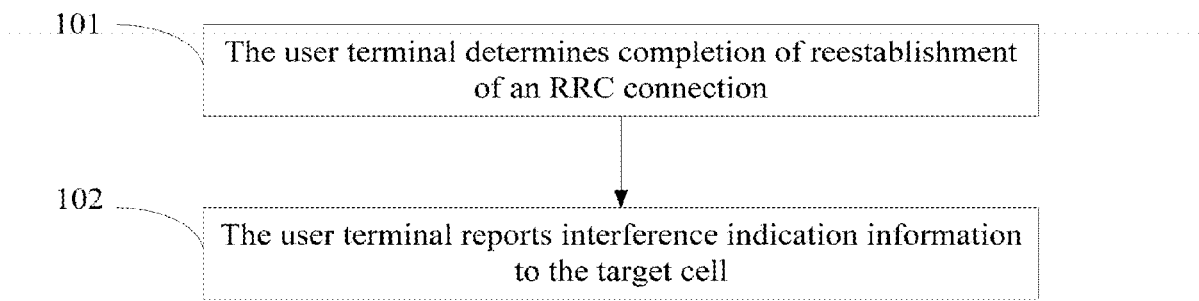 101
The user terminal determines completion of reestablishment
of an RRC connection
102
The user terminal reports interference indication information
to the target cell